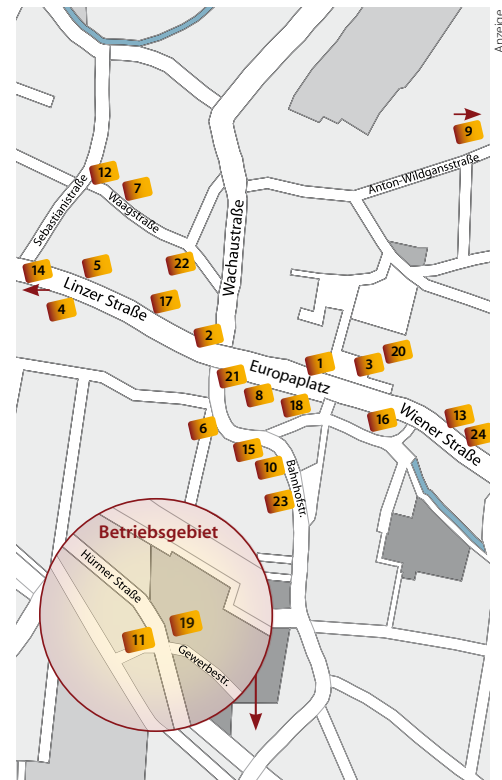 Anzeige
9
Anton-Wildgansstraße
12
7
Sebastianistraße
Waagstraße
Wachaustraße
14
5
22
4
Linzer Straße
17
2
21
Europaplatz
1
3
20
8
18
16
Wiener Straße
13
24
6
15
10
Bahnhofstr.
23
Betriebsgebiet
Hürmer Straße
11
19
Gewerbestr.